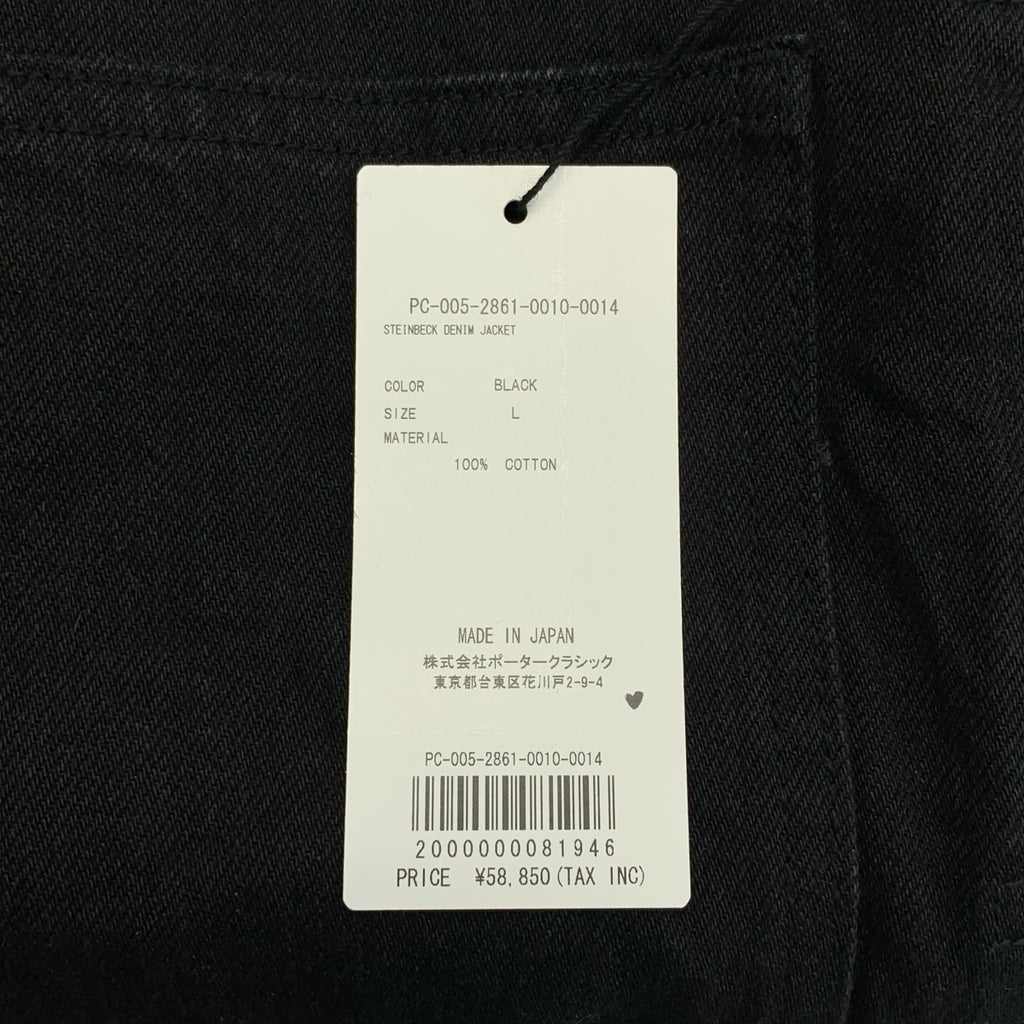 PC-005-2861-0010-0014
STEINBECK DENIM JACKET
COLOR BLACK
SIZE L
MATERIAL
100% COTTON
MADE IN JAPAN
株式会社ポータークラシック
東京都台東区花川戸2-9-4
PC-005-2861-0010-0014
2000000081946
PRICE ¥58,850(TAX INC)